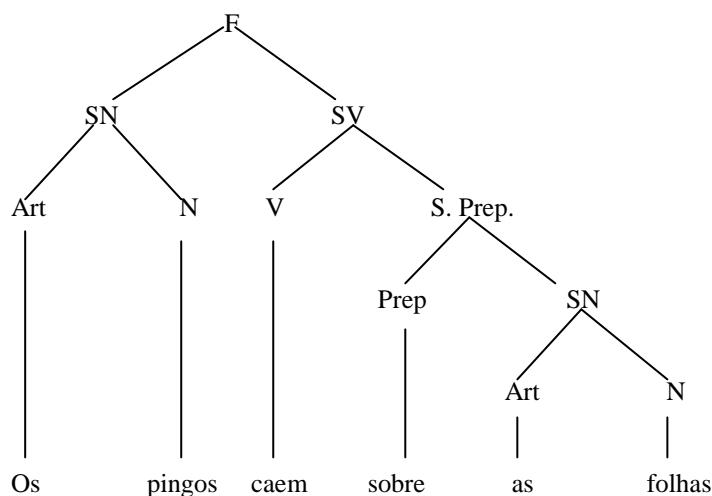 F
SN SV
Art N V S. Prep.
Prep SN
Art N
Os pingos caem sobre as folhas